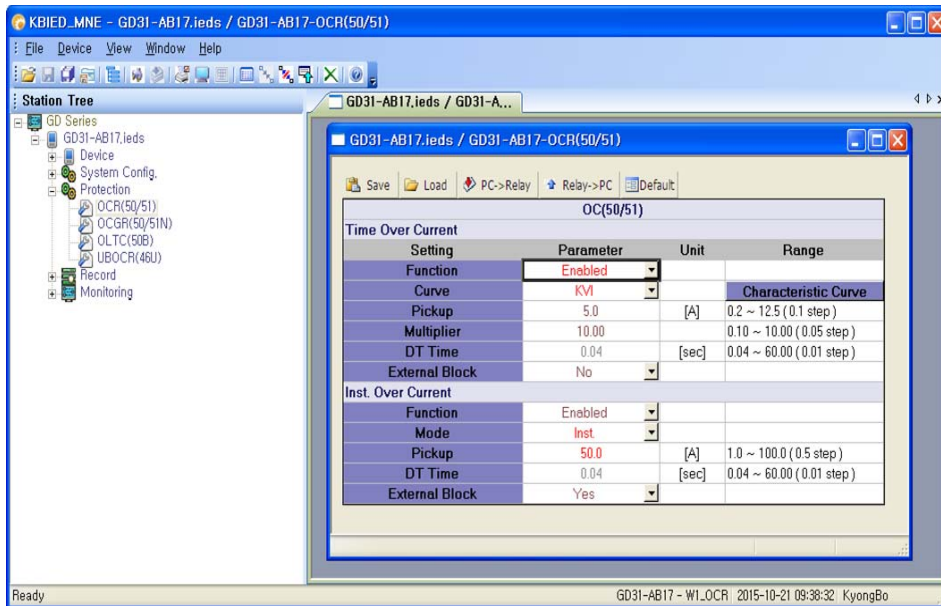 KBIED_MNE - GD31-AB17.ieds / GD31-AB17-OCR(50/51)
File Device View Window Help
Station Tree
GD Series
GD31-AB17.ieds
Device
System Config.
Protection
OCR(50/51)
OCGR(50/51N)
OLTC(50B)
UBOCR(46U)
Record
Monitoring
GD31-AB17.ieds / GD31-A...
GD31-AB17.ieds / GD31-AB17-OCR(50/51)
Save Load PC->Relay Relay->PC Default
OC(50/51)
Time Over Current
Setting Parameter Unit Range
Function Enabled
Curve KVI Characteristic Curve
Pickup 5.0 [A] 0.2 ~ 12.5 ( 0.1 step )
Multiplier 10.00 0.10 ~ 10.00 ( 0.05 step )
DT Time 0.04 [sec] 0.04 ~ 60.00 ( 0.01 step )
External Block No
Inst. Over Current
Function Enabled
Mode Inst.
Pickup 50.0 [A] 1.0 ~ 100.0 ( 0.5 step )
DT Time 0.04 [sec] 0.04 ~ 60.00 ( 0.01 step )
External Block Yes
Ready GD31-AB17 - W1_OCR 2015-10-21 09:38:32 KyongBo